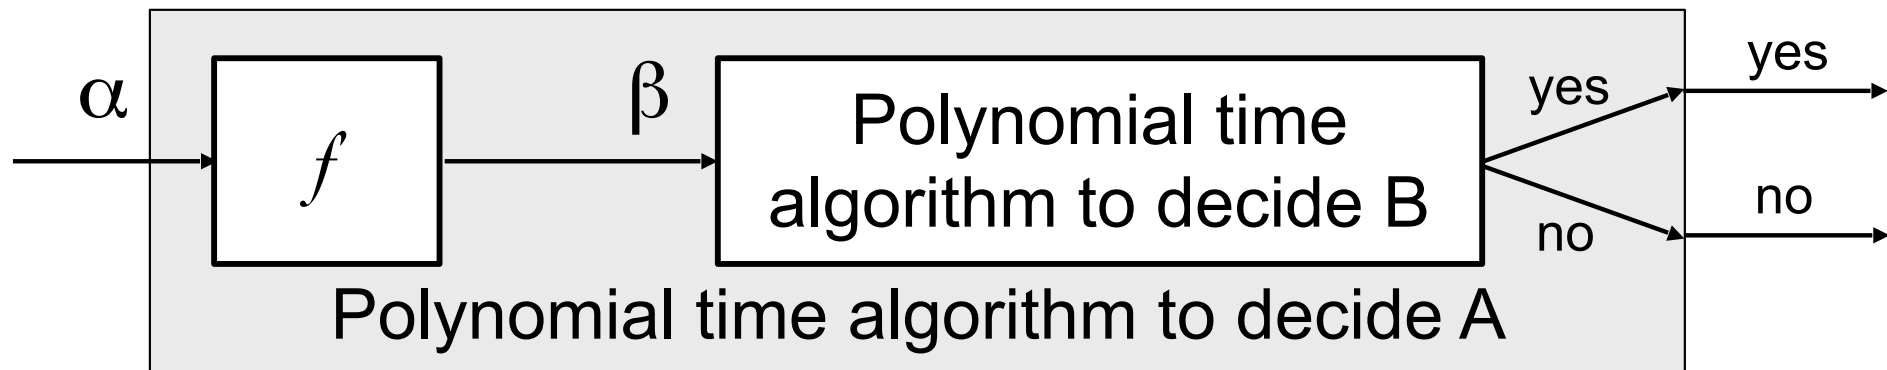 α
f
β
Polynomial time
algorithm to decide B
yes
no
yes
no
Polynomial time algorithm to decide A